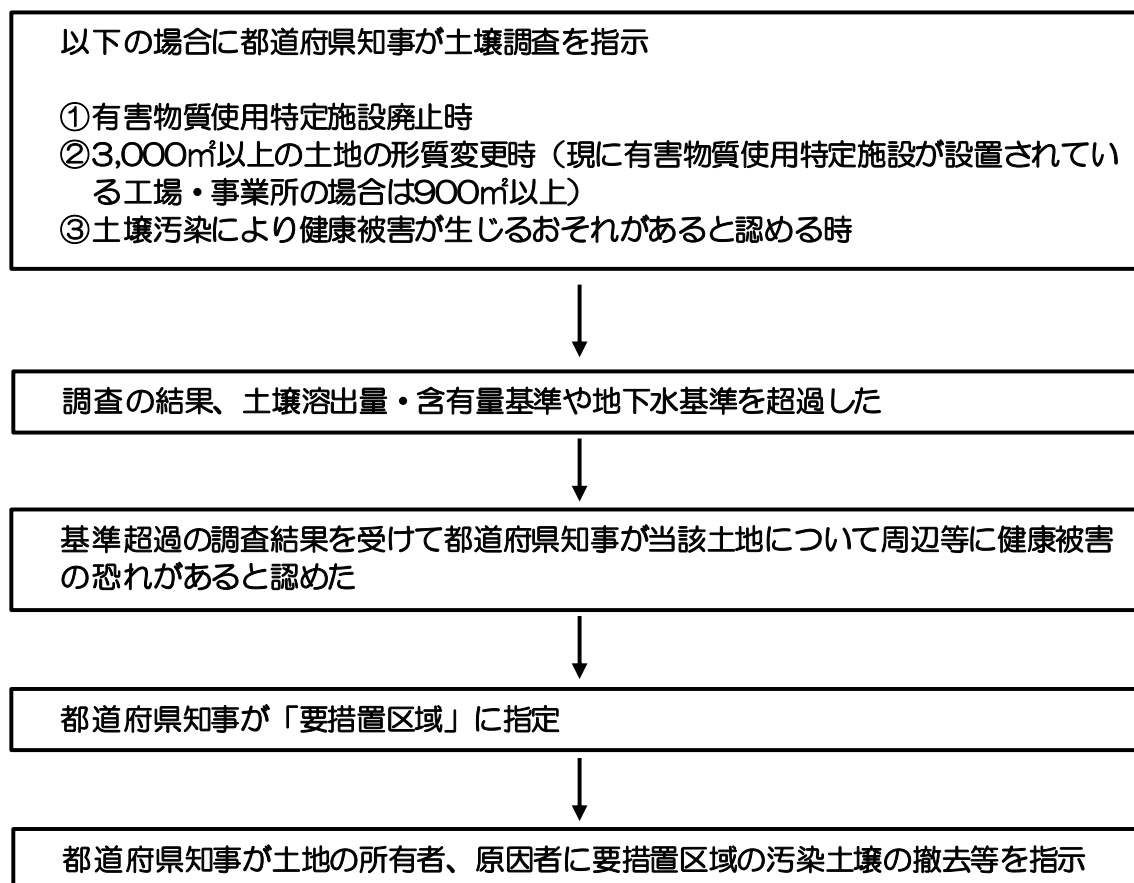 以下の場合に都道府県知事が土壌調査を指示
①有害物質使用特定施設廃止時
②3,000㎡以上の土地の形質変更時（現に有害物質使用特定施設が設置されてい
る工場・事業所の場合は900㎡以上）
③土壌汚染により健康被害が生じるおそれがあると認める時
調査の結果、土壌溶出量・含有量基準や地下水基準を超過した
基準超過の調査結果を受けて都道府県知事が当該土地について周辺等に健康被害
の恐れがあると認めた
都道府県知事が「要措置区域」に指定
都道府県知事が土地の所有者、原因者に要措置区域の汚染土壌の撤去等を指示